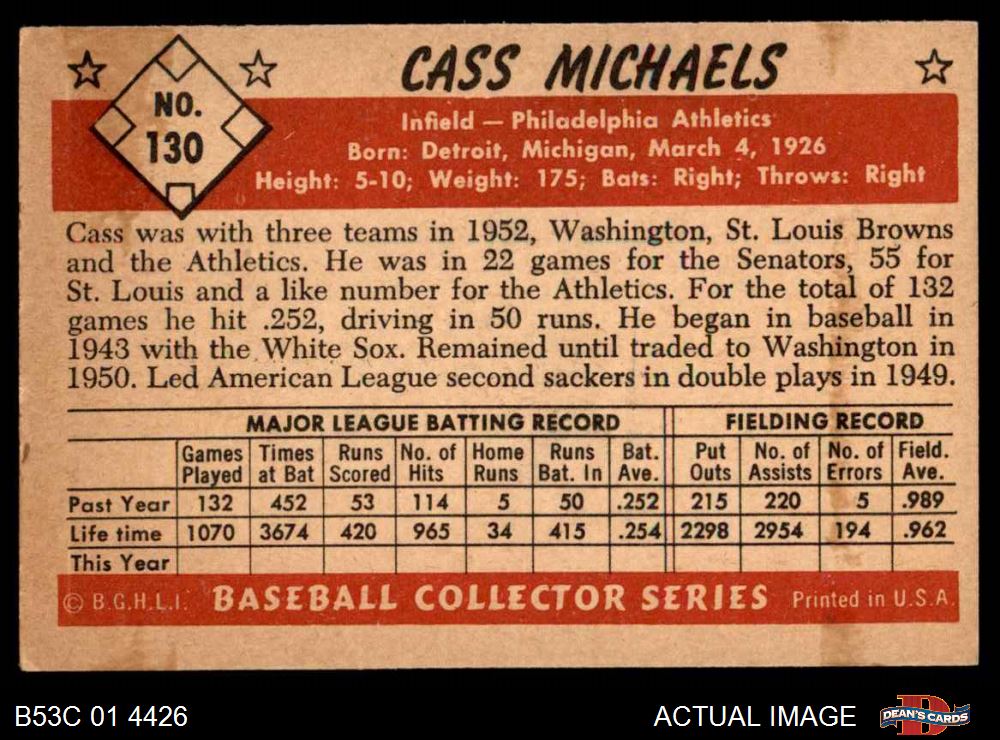 CASS MICHAELS
NO.
130
Infield — Philadelphia Athletics
Born: Detroit, Michigan, March 4, 1926
Height: 5-10; Weight: 175; Bats: Right; Throws: Right
Cass was with three teams in 1952, Washington, St. Louis Browns
and the Athletics. He was in 22 games for the Senators, 55 for
St. Louis and a like number for the Athletics. For the total of 132
games he hit .252, driving in 50 runs. He began in baseball in
1943 with the White Sox. Remained until traded to Washington in
1950. Led American League second sackers in double plays in 1949.
MAJOR LEAGUE BATTING RECORD FIELDING RECORD
Games Times Runs No. of Home Runs Bat. Put No. of No. of Field.
Played at Bat Scored Hits Runs Bat. In Ave. Outs Assists Errors Ave.
Past Year 132 452 53 114 5 50 .252 215 220 5 .989
Life time 1070 3674 420 965 34 415 .254 2298 2954 194 .962
This Year
© B.G.H.L.I. BASEBALL COLLECTOR SERIES Printed in U.S.A.
B53C 01 4426 ACTUAL IMAGE DEAN'S CARDS